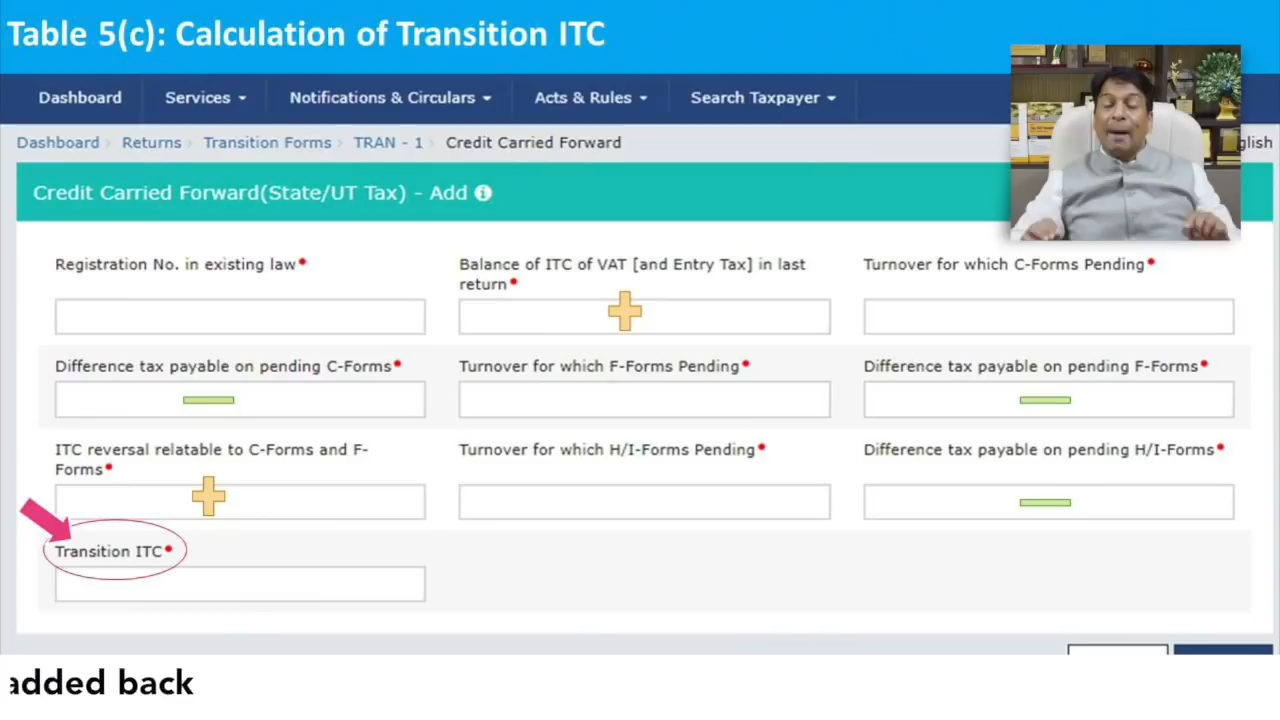 Table 5(c): Calculation of Transition ITC
Dashboard Services Notifications & Circulars Acts & Rules Search Taxpayer
Dashboard Returns Transition Forms TRAN - 1 Credit Carried Forward glish
Credit Carried Forward(State/UT Tax) - Add
Registration No. in existing law•
Balance of ITC of VAT [and Entry Tax] in last
return•
Turnover for which C-Forms Pending•
Difference tax payable on pending C-Forms•
Turnover for which F-Forms Pending•
Difference tax payable on pending F-Forms•
ITC reversal relatable to C-Forms and F-
Forms•
Turnover for which H/I-Forms Pending•
Difference tax payable on pending H/I-Forms•
Transition ITC•
added back